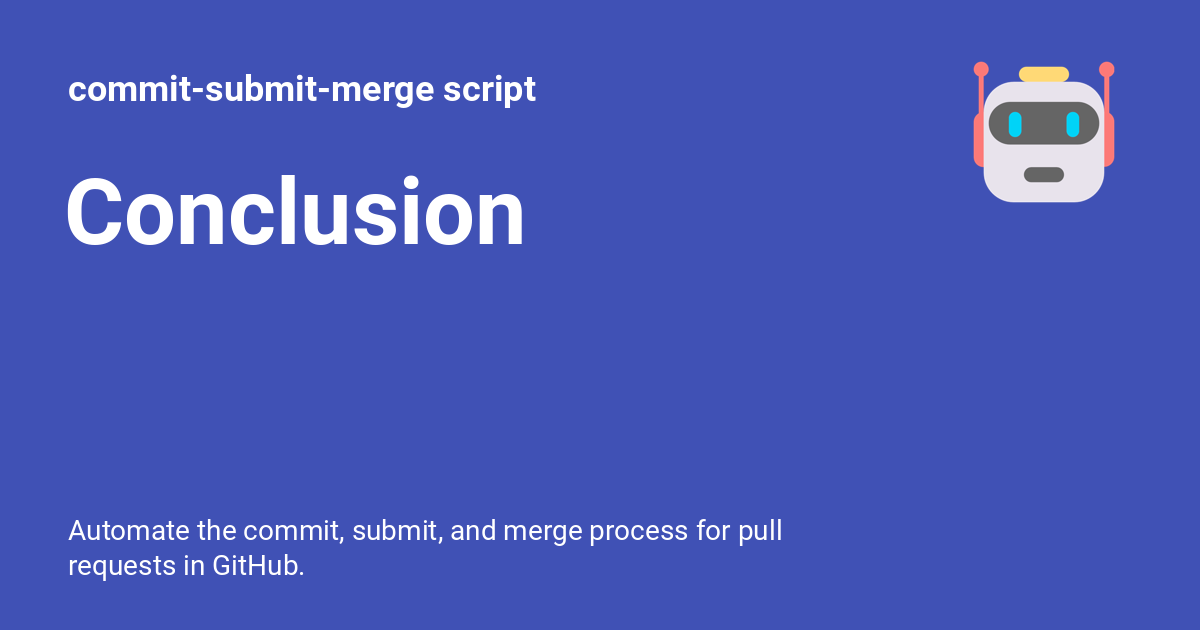 commit-submit-merge script
Conclusion
Automate the commit, submit, and merge process for pull
requests in GitHub.